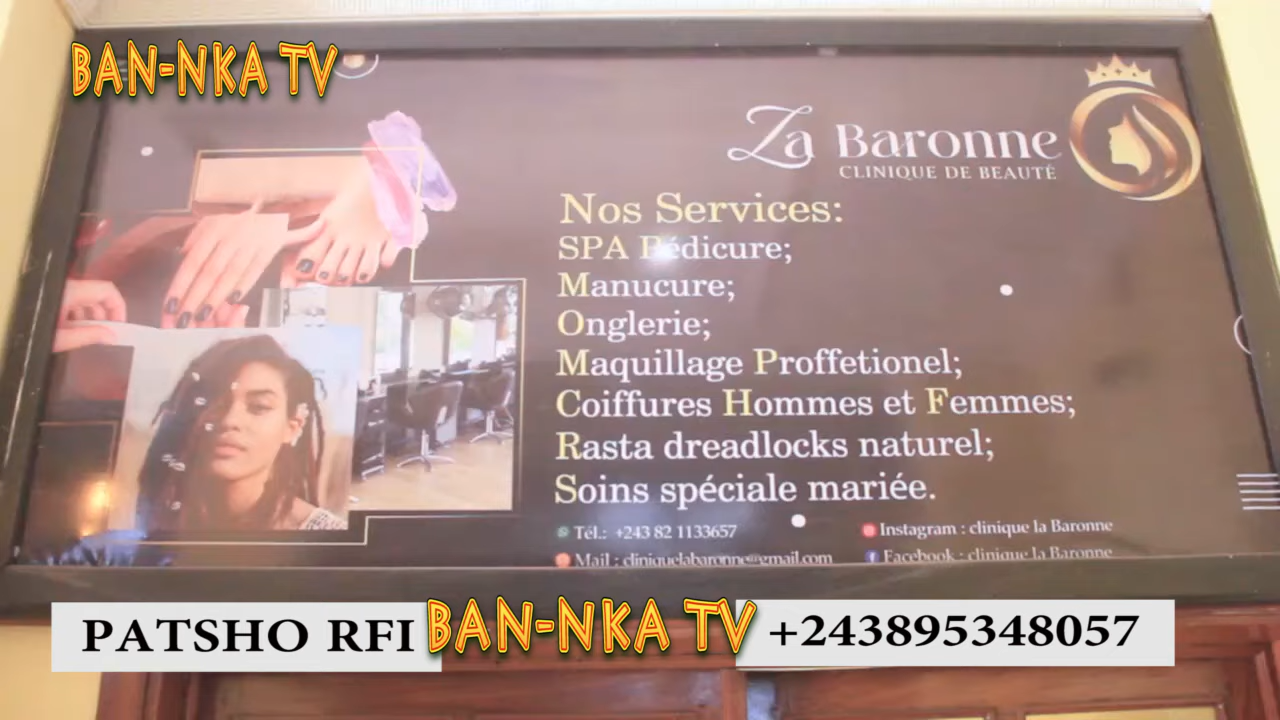 BAN-NKA TV
La Baronne
CLINIQUE DE BEAUTÉ
Nos Services:
SPA Pédicure;
Manucure;
Onglerie;
Maquillage Proffetionel;
Coiffures Hommes et Femmes;
Rasta dreadlocks naturel;
Soins spéciale mariée.
Tél.: +243 82 1133657
Instagram : clinique la Baronne
Mail : cliniquelabaronne@gmail.com
Facebook : clinique la Baronne
PATSHO RFI
BAN-NKA TV
+243895348057